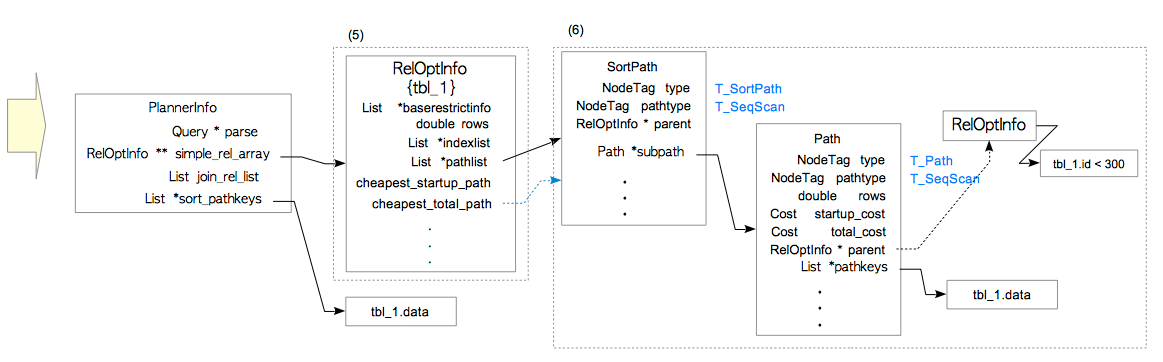 (5)
(6)
PlannerInfo
Query * parse
RelOptInfo ** simple_rel_array
List join_rel_list
List *sort_pathkeys
RelOptInfo
{tbl_1}
List *baserestrictinfo
double rows
List *indexlist
List *pathlist
cheapest_startup_path
cheapest_total_path
tbl_1.data
SortPath
NodeTag type T_SortPath
NodeTag pathtype T_SeqScan
RelOptInfo * parent
Path *subpath
Path
NodeTag type T_Path
NodeTag pathtype T_SeqScan
double rows
Cost startup_cost
Cost total_cost
RelOptInfo * parent
List *pathkeys
RelOptInfo
tbl_1.id < 300
tbl_1.data